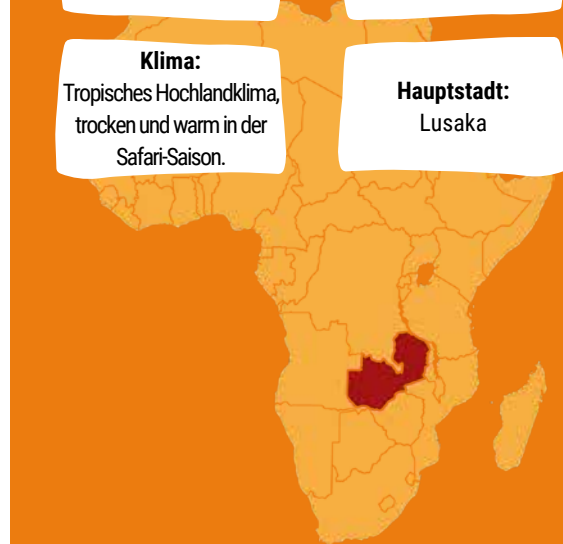 Klima:
Tropisches Hochlandklima,
trocken und warm in der
Safari-Saison.
Hauptstadt:
Lusaka